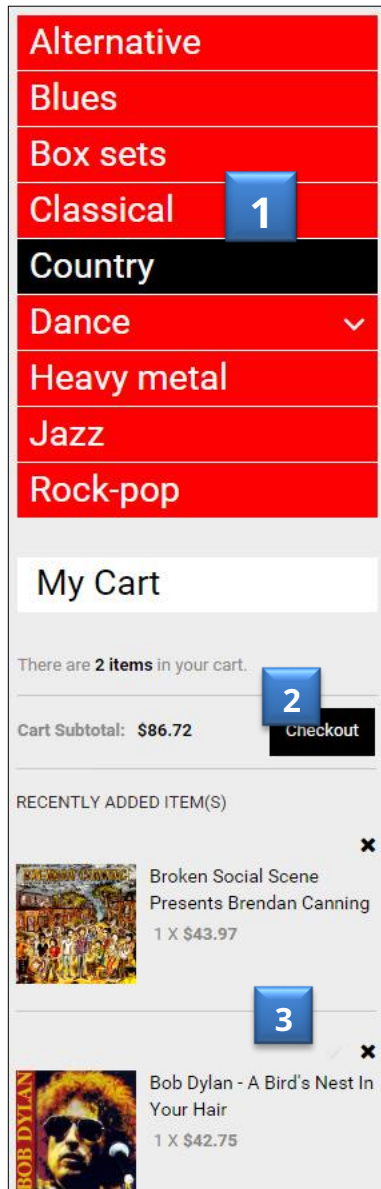 Alternative
Blues
Box sets
Classical
1
Country
Dance
Heavy metal
Jazz
Rock-pop
My Cart
There are 2 items in your cart.
2
Cart Subtotal: $86.72 Checkout
RECENTLY ADDED ITEM(S)
Broken Social Scene
Presents Brendan Canning
1 X $43.97
3
Bob Dylan - A Bird's Nest In
Your Hair
1 X $42.75
BOB DYLAN